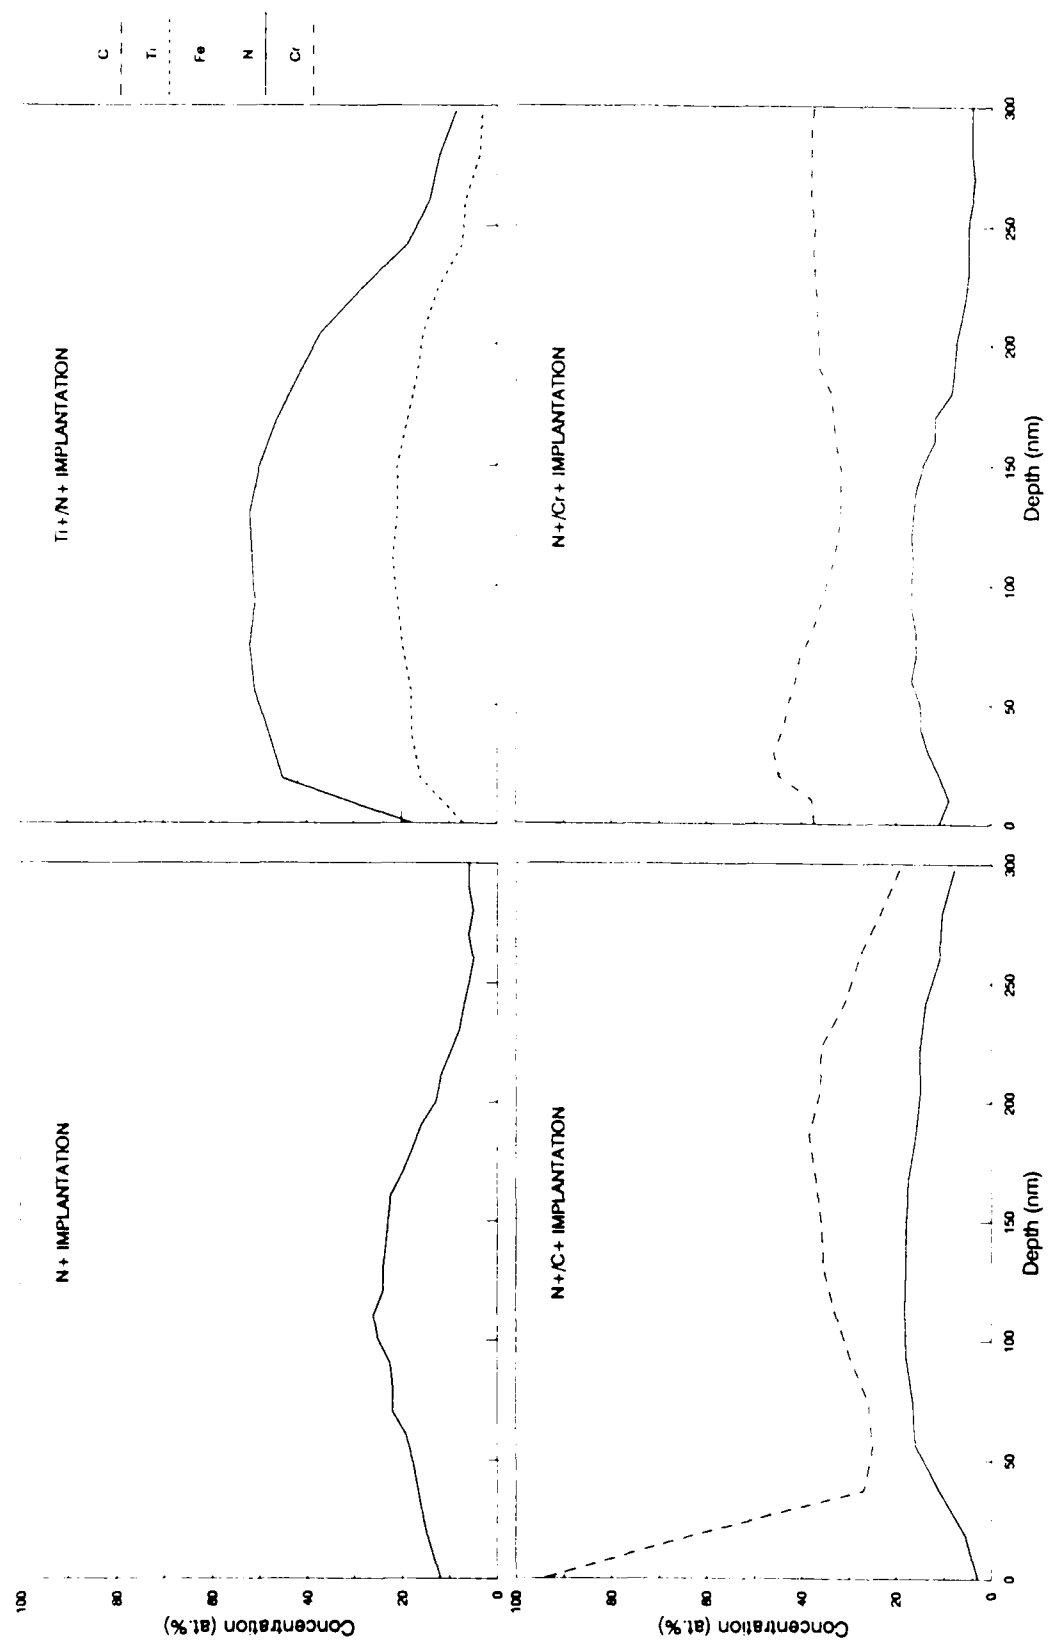 N+ IMPLANTATION
Ti+/N+ IMPLANTATION
C
Ti
Fe
N
Cr
Concentration (at.%)
100
80
60
40
20
0
N+/C+ IMPLANTATION
N+/Cr+ IMPLANTATION
Concentration (at.%)
100
80
60
40
20
0
0
50
100
150
200
250
300
Depth (nm)
0
50
100
150
200
250
300
Depth (nm)